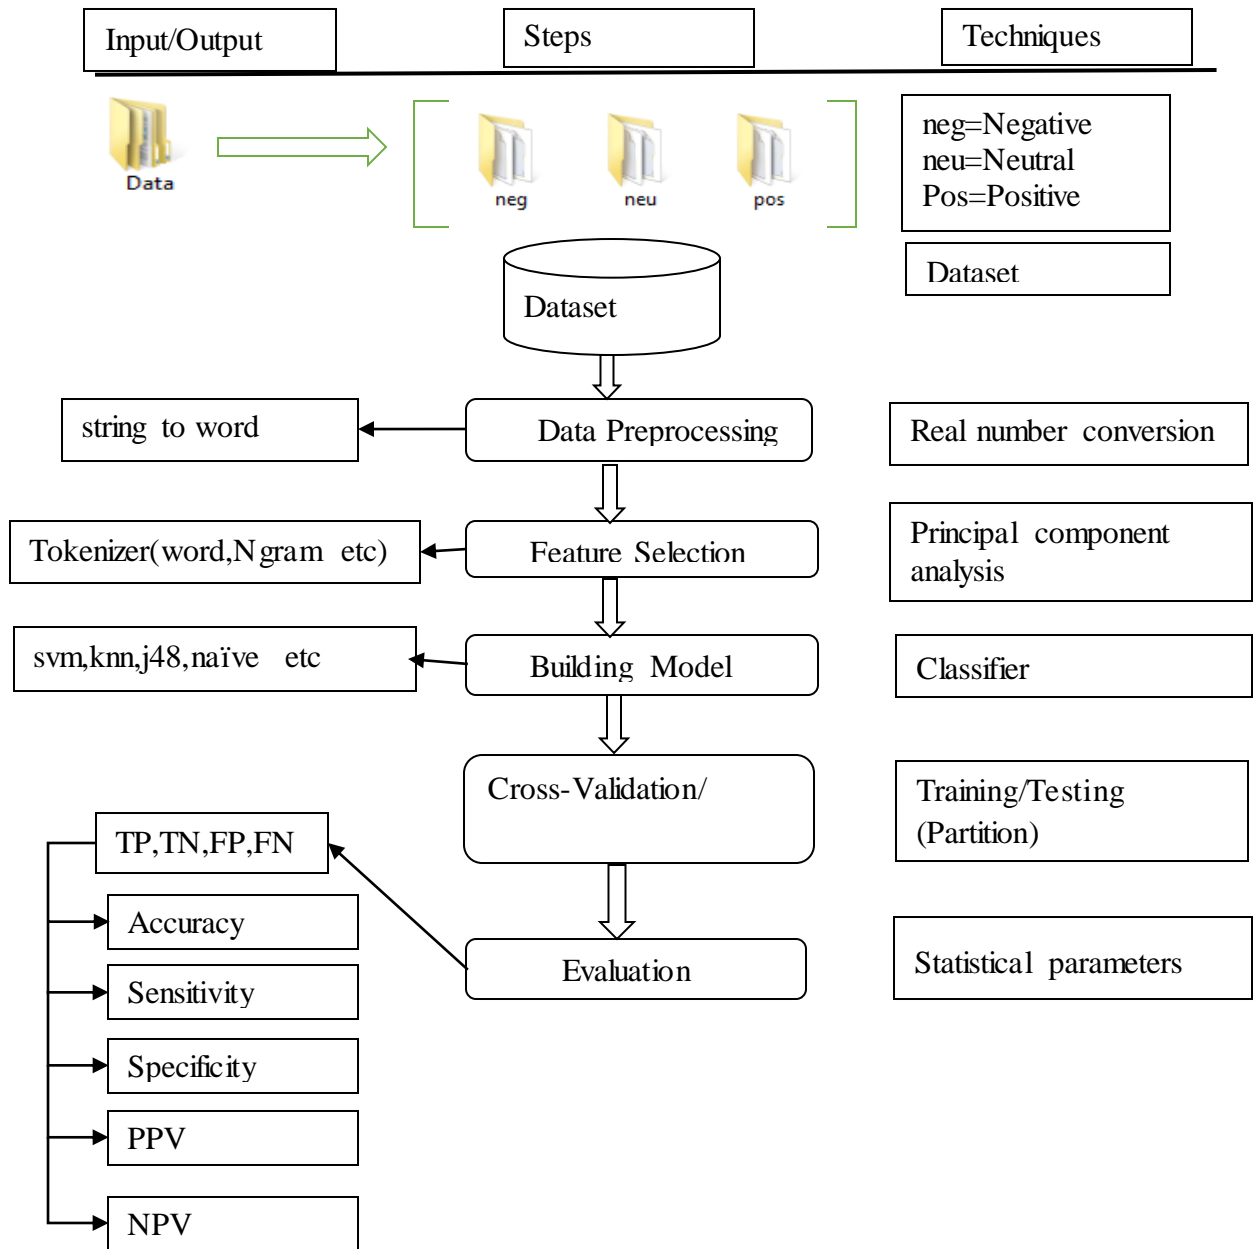 Input/Output
Steps
Techniques
Data
neg
neu
pos
neg=Negative
neu=Neutral
Pos=Positive
Dataset
Dataset
string to word
Data Preprocessing
Real number conversion
Tokenizer(word,Ngram etc)
Feature Selection
Principal component
analysis
svm,knn,j48,naïve etc
Building Model
Classifier
Cross-Validation/
Training/Testing
(Partition)
TP,TN,FP,FN
Accuracy
Evaluation
Statistical parameters
Sensitivity
Specificity
PPV
NPV